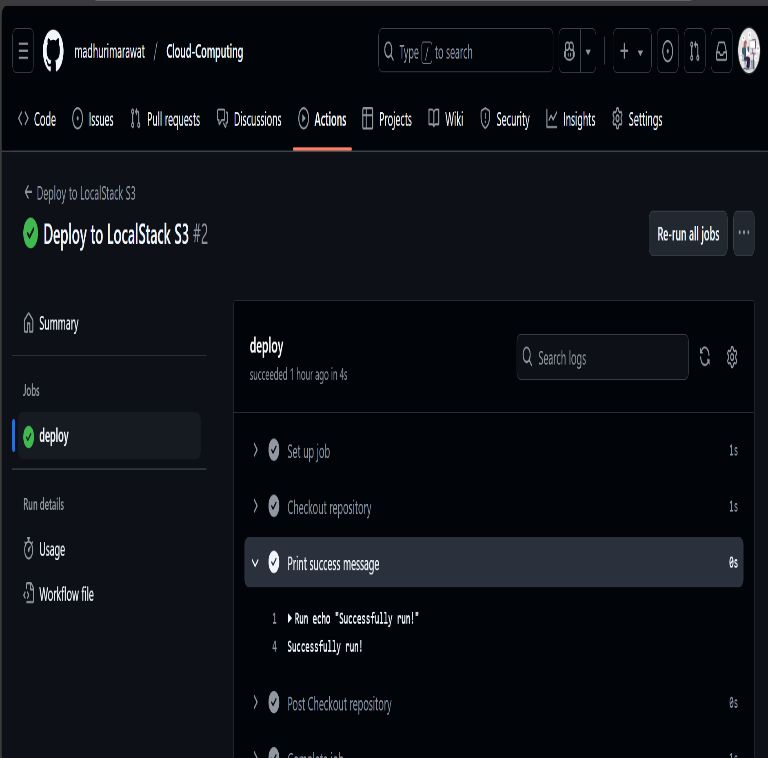 madhurimarawat / Cloud-Computing
Type / to search
Code Issues Pull requests Discussions Actions Projects Wiki Security Insights Settings
← Deploy to LocalStack S3
Deploy to LocalStack S3 #2
Re-run all jobs ...
Summary
Jobs
deploy
Run details
Usage
Workflow file
deploy
succeeded 1 hour ago in 4s
Search logs
Set up job 1s
Checkout repository 1s
Print success message 0s
1 Run echo "Successfully run!"
4 Successfully run!
Post Checkout repository 0s
Complete job 1s